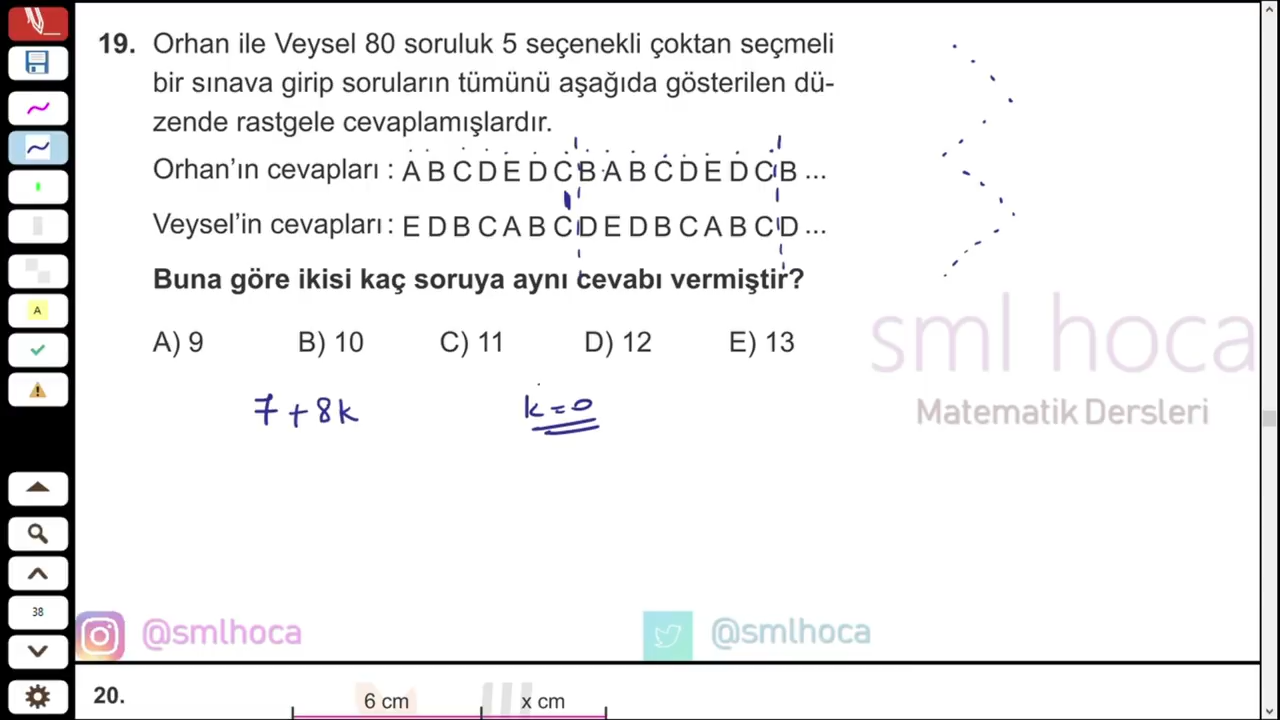 19. Orhan ile Veysel 80 soruluk 5 seçenekli çoktan seçmeli
bir sınava girip soruların tümünü aşağıda gösterilen dü-
zende rastgele cevaplamışlardır.
Orhan'ın cevapları : A B C D E D C B A B C D E D C B ...
Veysel'in cevapları : E D B C A B C D E D B C A B C D ...
Buna göre ikisi kaç soruya aynı cevabı vermiştir?
A) 9 B) 10 C) 11 D) 12 E) 13
7 + 8k k = 0
sml hoca
Matematik Dersleri
A
38
@smlhoca @smlhoca
20.
6 cm x cm